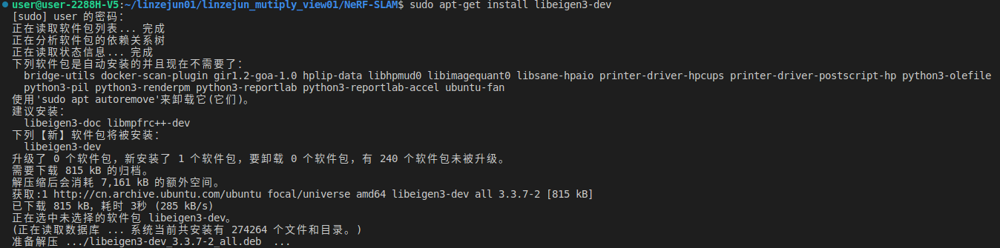 user@user-2288H-V5:~/linzejun01/linzejun_mutiply_view01/NeRF-SLAM$ sudo apt-get install libeigen3-dev
[sudo] user 的密码：
正在读取软件包列表... 完成
正在分析软件包的依赖关系树
正在读取状态信息... 完成
下列软件包是自动安装的并且现在不需要了：
  bridge-utils docker-scan-plugin gir1.2-goa-1.0 hplip-data libhpmud0 libimagequant0 libsane-hpaio printer-driver-hpcups printer-driver-postscript-hp python3-olefile
  python3-pil python3-renderpm python3-reportlab python3-reportlab-accel ubuntu-fan
使用'sudo apt autoremove'来卸载它(它们)。
建议安装：
  libeigen3-doc libmpfrc++-dev
下列【新】软件包将被安装：
  libeigen3-dev
升级了 0 个软件包，新安装了 1 个软件包，要卸载 0 个软件包，有 240 个软件包未被升级。
需要下载 815 kB 的归档。
解压缩后会消耗 7,161 kB 的额外空间。
获取:1 http://cn.archive.ubuntu.com/ubuntu focal/universe amd64 libeigen3-dev all 3.3.7-2 [815 kB]
已下载 815 kB，耗时 3秒 (285 kB/s)
正在选中未选择的软件包 libeigen3-dev。
(正在读取数据库 ... 系统当前共安装有 274264 个文件和目录。)
准备解压 .../libeigen3-dev_3.3.7-2_all.deb  ...